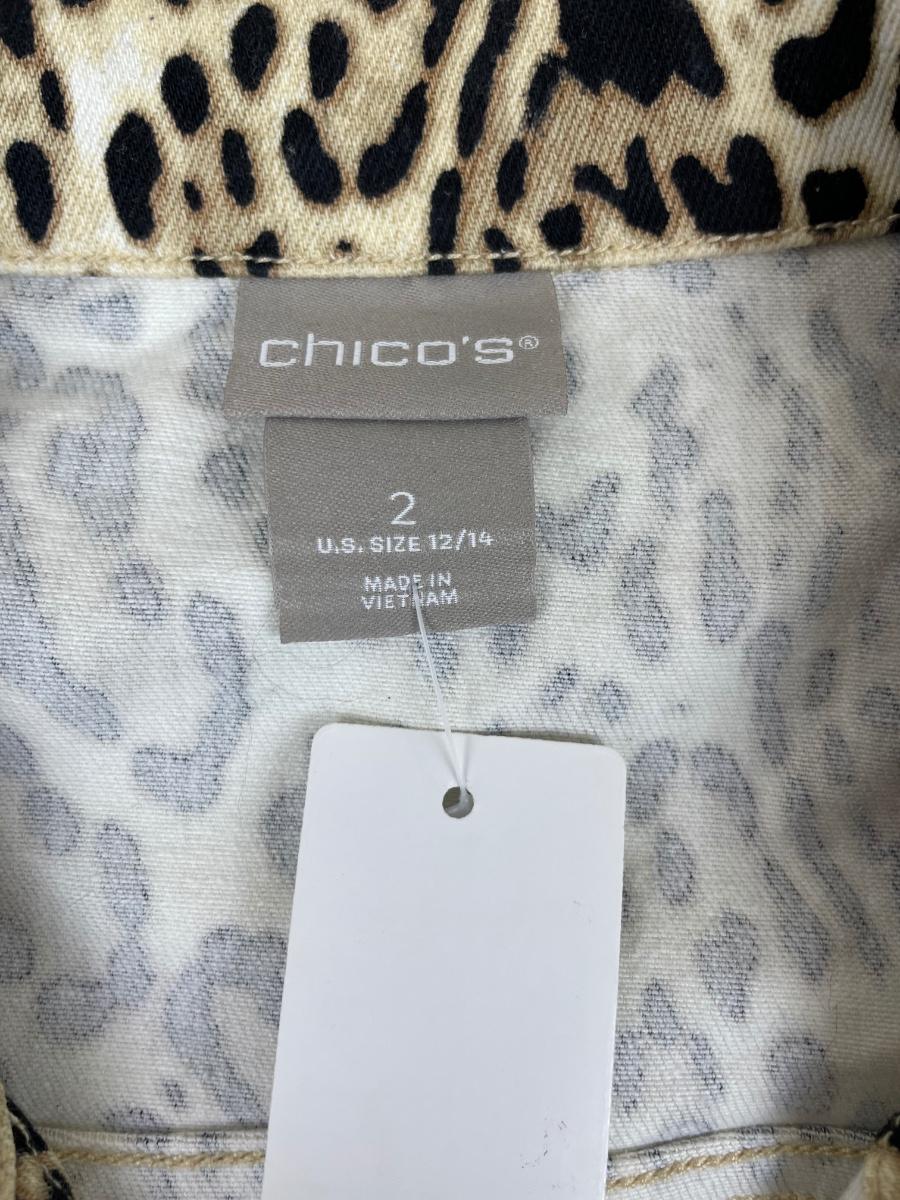 chico's®
2
U.S. SIZE 12/14
MADE IN
VIETNAM